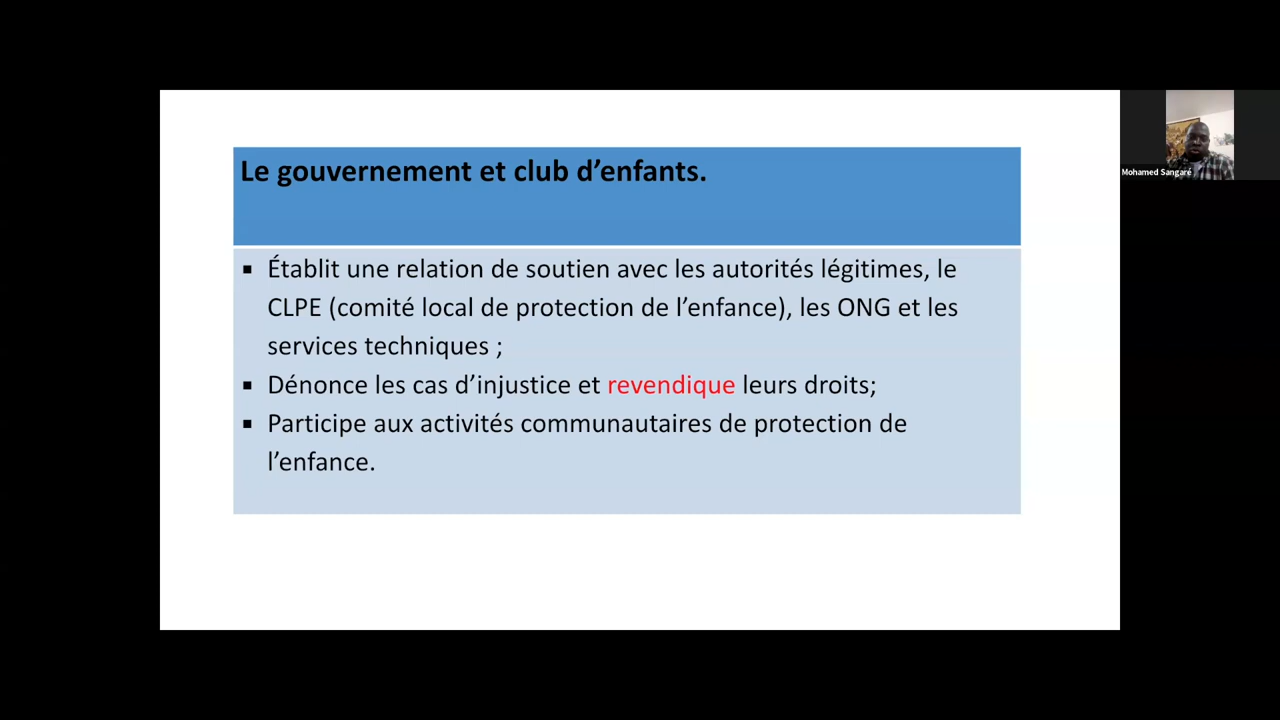 Le gouvernement et club d’enfants.
▪ Établit une relation de soutien avec les autorités légitimes, le
CLPE (comité local de protection de l’enfance), les ONG et les
services techniques ;
▪ Dénonce les cas d’injustice et revendique leurs droits;
▪ Participe aux activités communautaires de protection de
l’enfance.
Mohamed Sangaré